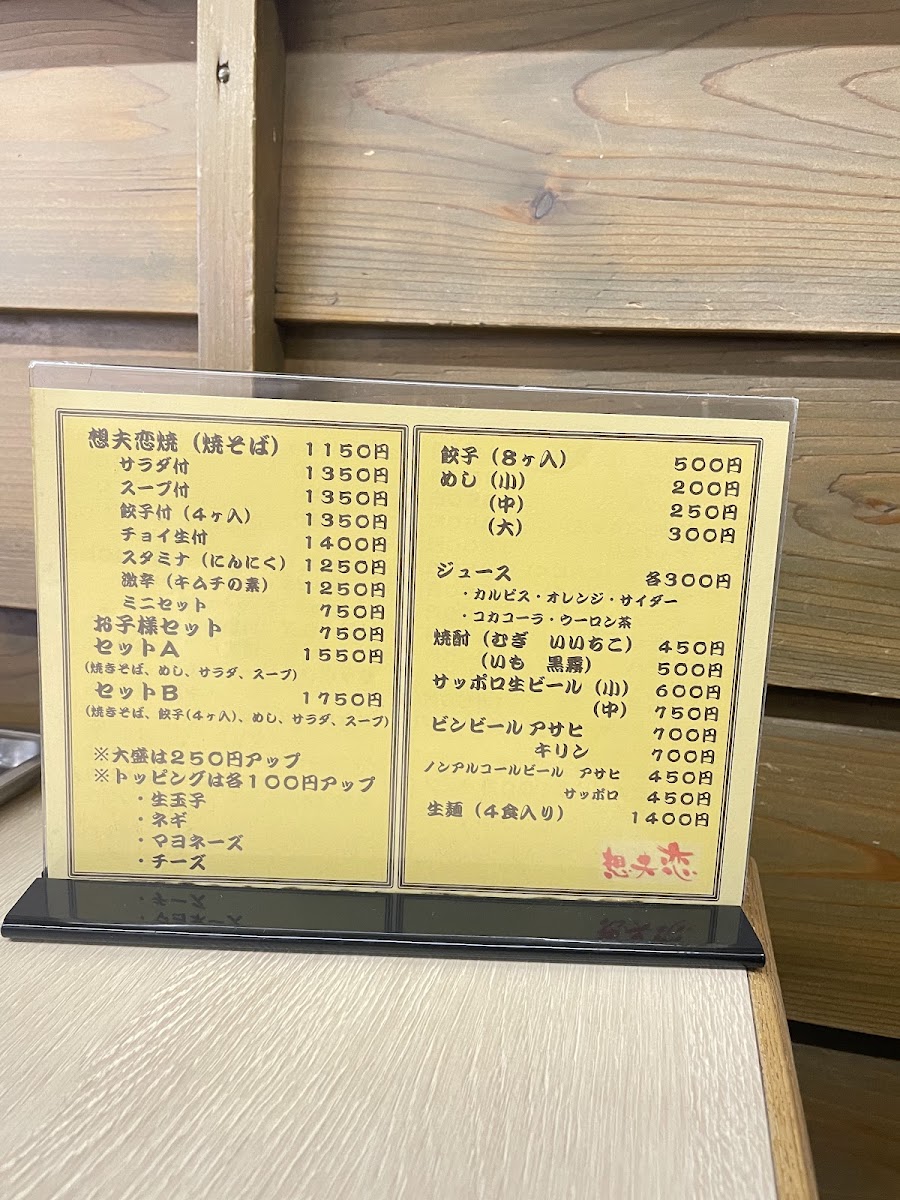 想夫恋焼（焼そば） １１５０円
サラダ付 １３５０円
スープ付 １３５０円
餃子付（４ヶ入） １３５０円
チョイ生付 １４００円
スタミナ（にんにく） １２５０円
激辛（キムチの素） １２５０円
ミニセット ７５０円
お子様セット ７５０円
セットＡ １５５０円
（焼きそば、めし、サラダ、スープ）
セットＢ １７５０円
（焼きそば、餃子(４ヶ入)、めし、サラダ、スープ）
※大盛は２５０円アップ
※トッピングは各１００円アップ
・生玉子
・ネギ
・マヨネーズ
・チーズ
餃子（８ヶ入） ５００円
めし（小） ２００円
（中） ２５０円
（大） ３００円
ジュース 各３００円
・カルピス・オレンジ・サイダー
・コカコーラ・ウーロン茶
焼酎（むぎ　いいちこ） ４５０円
（いも　黒霧） ５００円
サッポロ生ビール（小） ６００円
（中） ７５０円
ビンビール アサヒ ７００円
キリン ７００円
ノンアルコールビール　アサヒ ４５０円
サッポロ ４５０円
生麺（４食入り） １４００円
想夫恋